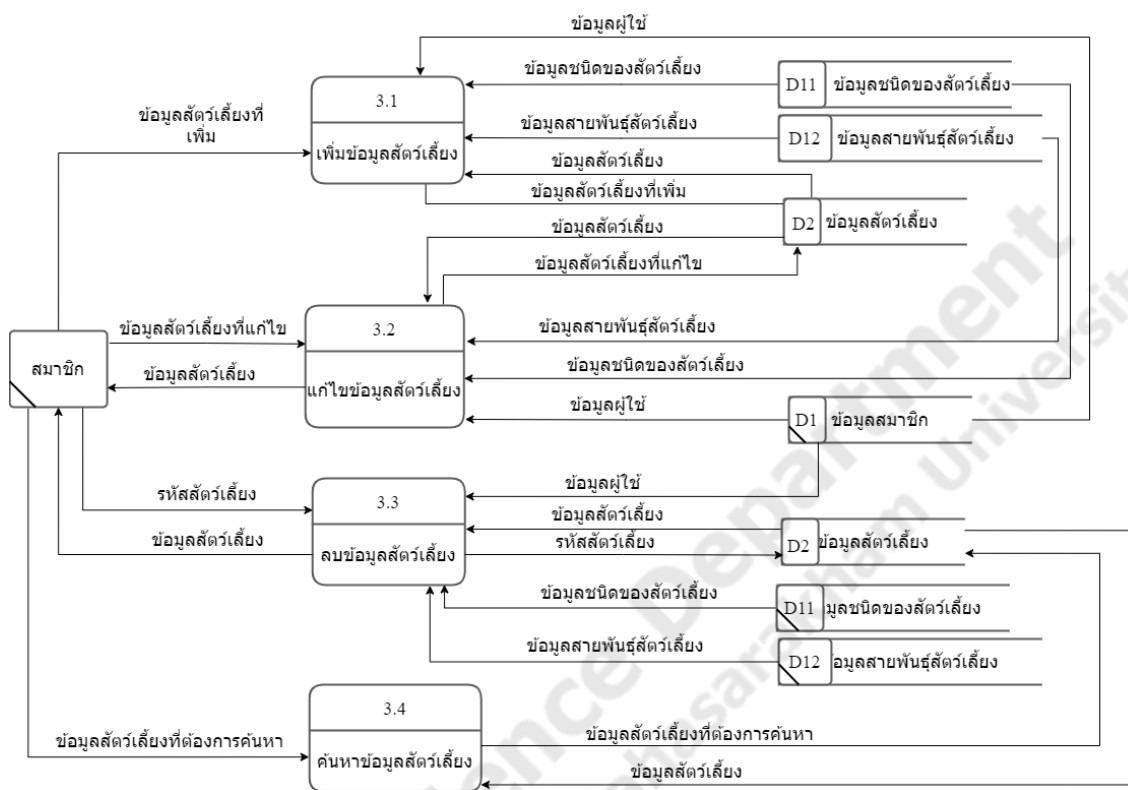 ข้อมูลผู้ใช้
ข้อมูลชนิดของสัตว์เลี้ยง
D11 ข้อมูลชนิดของสัตว์เลี้ยง
3.1
ข้อมูลสัตว์เลี้ยงที่
เพิ่ม
ข้อมูลสายพันธุ์สัตว์เลี้ยง
D12 ข้อมูลสายพันธุ์สัตว์เลี้ยง
เพิ่มข้อมูลสัตว์เลี้ยง
ข้อมูลสัตว์เลี้ยง
ข้อมูลสัตว์เลี้ยงที่เพิ่ม
D2 ข้อมูลสัตว์เลี้ยง
ข้อมูลสัตว์เลี้ยง
ข้อมูลสัตว์เลี้ยงที่แก้ไข
3.2
ข้อมูลสัตว์เลี้ยงที่แก้ไข
ข้อมูลสายพันธุ์สัตว์เลี้ยง
สมาชิก
ข้อมูลสัตว์เลี้ยง
แก้ไขข้อมูลสัตว์เลี้ยง
ข้อมูลชนิดของสัตว์เลี้ยง
ข้อมูลผู้ใช้
D1 ข้อมูลสมาชิก
ข้อมูลผู้ใช้
รหัสสัตว์เลี้ยง
3.3
ข้อมูลสัตว์เลี้ยง
ข้อมูลสัตว์เลี้ยง
ลบข้อมูลสัตว์เลี้ยง
รหัสสัตว์เลี้ยง
D2 ข้อมูลสัตว์เลี้ยง
ข้อมูลชนิดของสัตว์เลี้ยง
D11 มูลชนิดของสัตว์เลี้ยง
ข้อมูลสายพันธุ์สัตว์เลี้ยง
D12 ข้อมูลสายพันธุ์สัตว์เลี้ยง
3.4
ข้อมูลสัตว์เลี้ยงที่ต้องการค้นหา
ค้นหาข้อมูลสัตว์เลี้ยง
ข้อมูลสัตว์เลี้ยงที่ต้องการค้นหา
ข้อมูลสัตว์เลี้ยง
Department